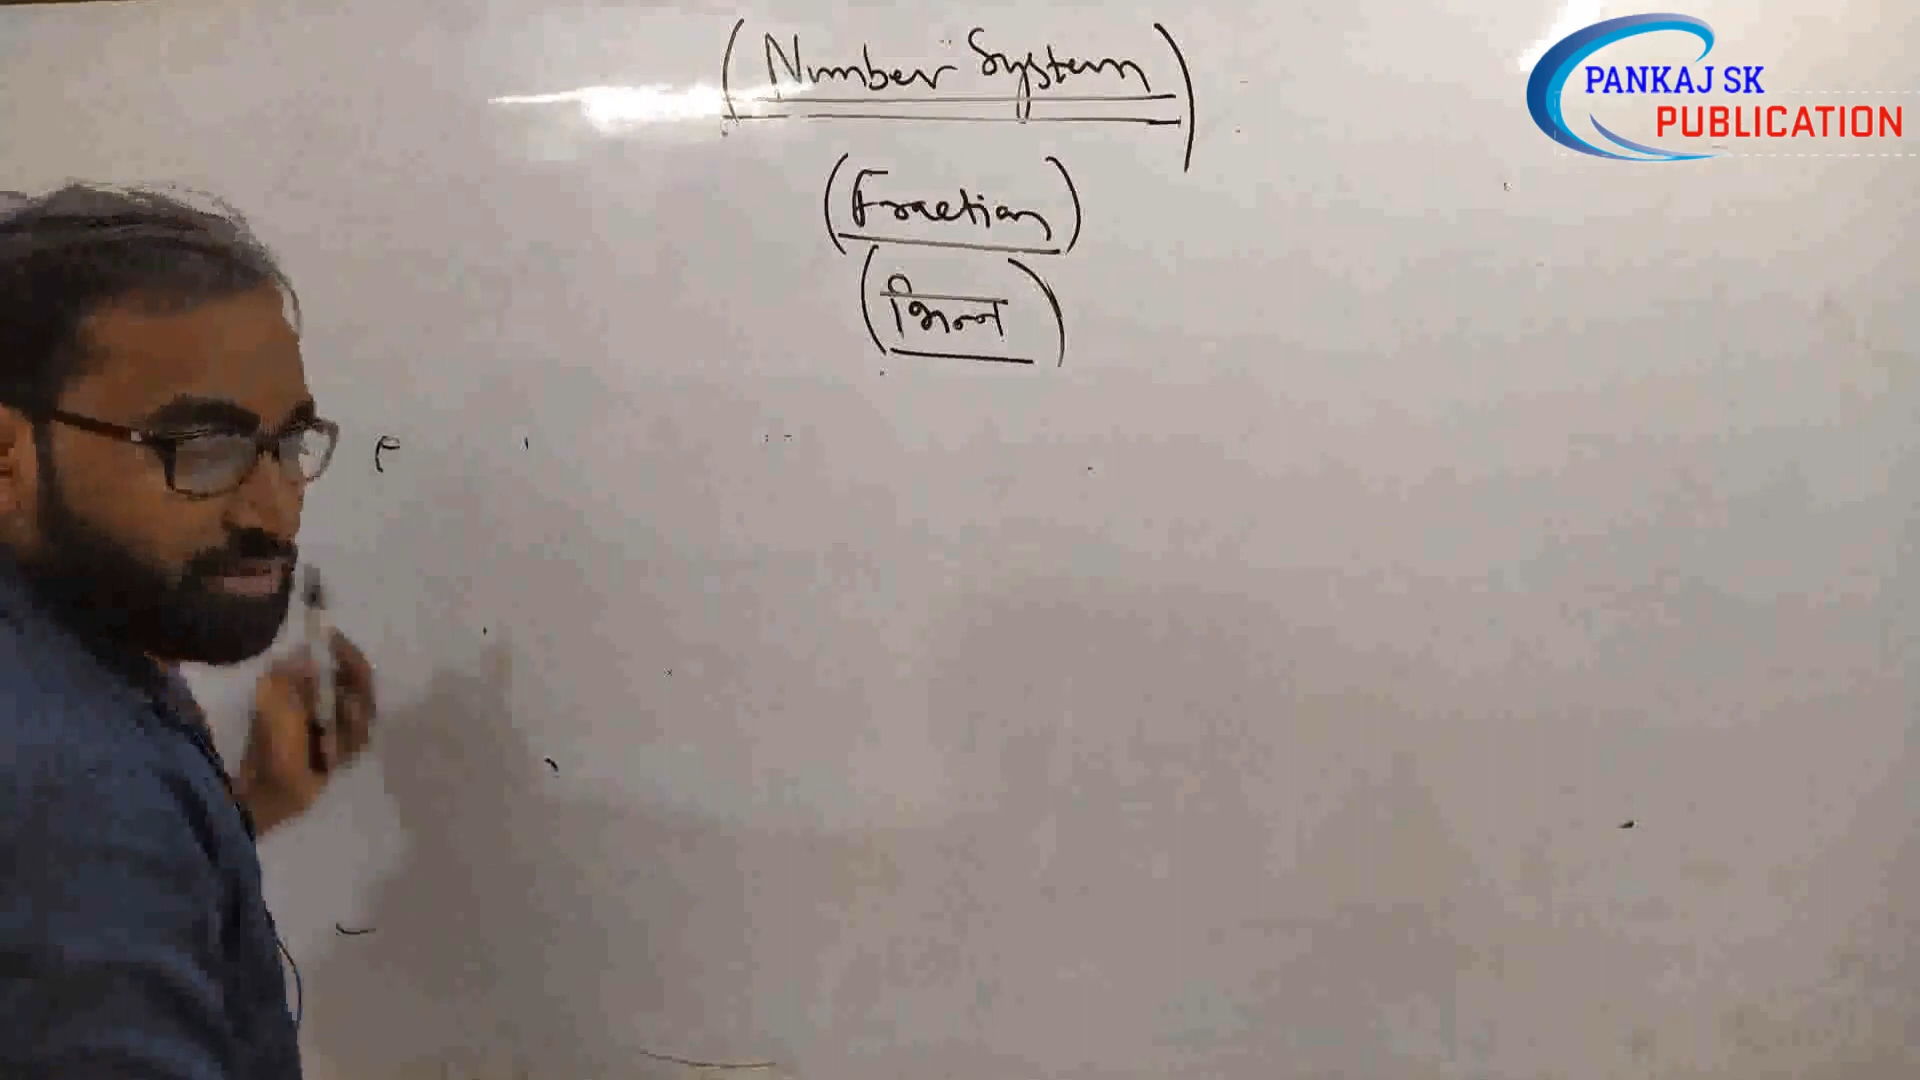 (Number System)
(Fraction)
(भिन्न)
PANKAJ SK
PUBLICATION